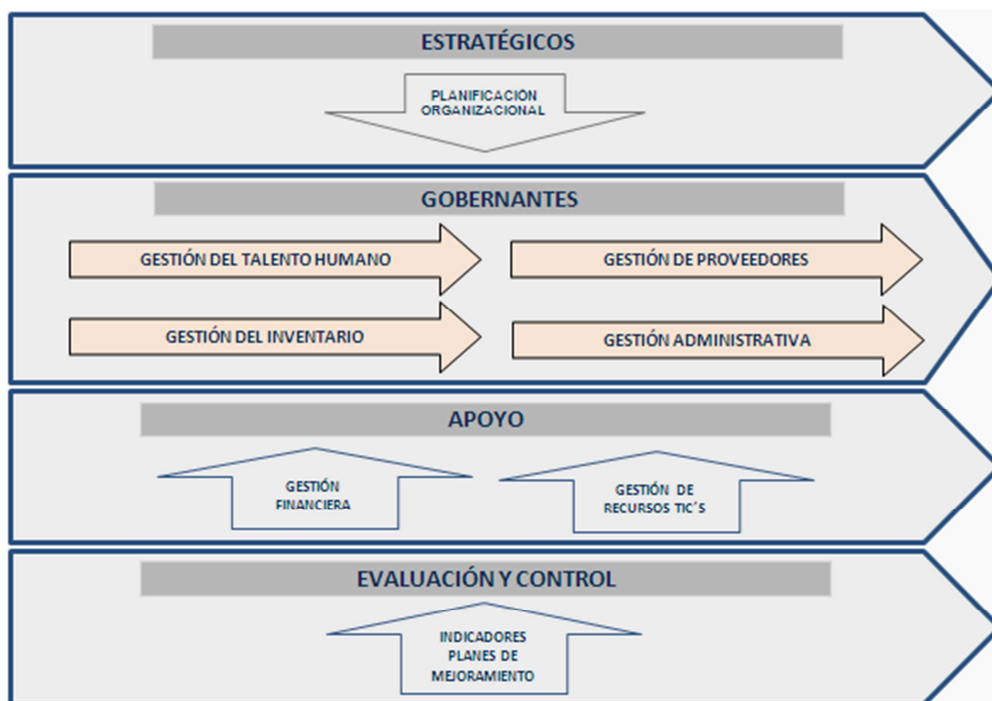 ESTRATÉGICOS
PLANIFICACIÓN
ORGANIZACIONAL
GOBERNANTES
GESTIÓN DEL TALENTO HUMANO
GESTIÓN DE PROVEEDORES
GESTIÓN DEL INVENTARIO
GESTIÓN ADMINISTRATIVA
APOYO
GESTIÓN
FINANCIERA
GESTIÓN DE
RECURSOS TIC´S
EVALUACIÓN Y CONTROL
INDICADORES
PLANES DE
MEJORAMIENTO